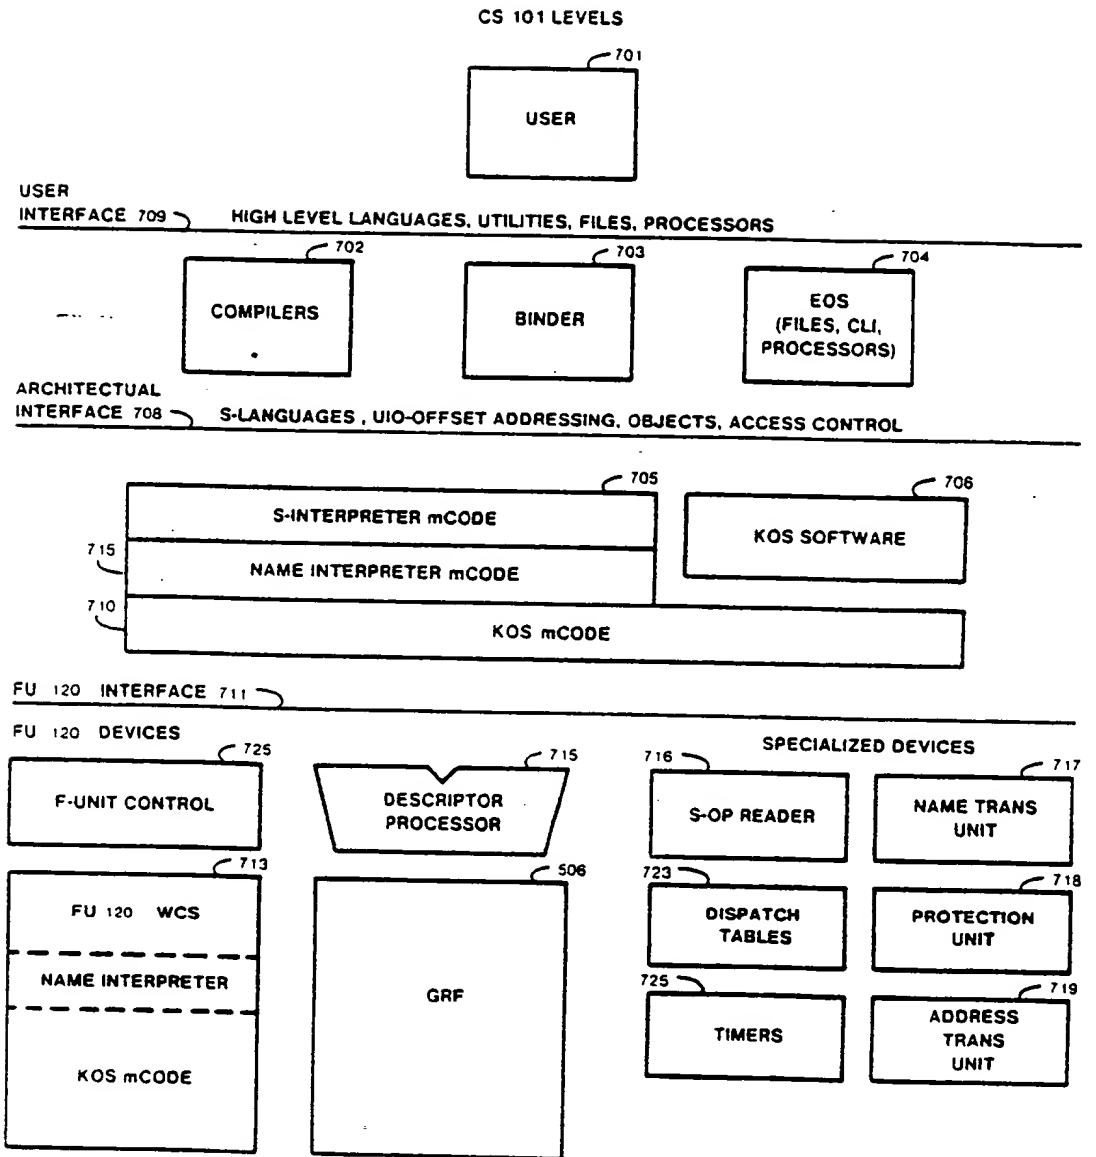 CS 101 LEVELS
701
USER
USER
INTERFACE 709
HIGH LEVEL LANGUAGES, UTILITIES, FILES, PROCESSORS
702
COMPILERS
703
BINDER
704
EOS
(FILES, CLI,
PROCESSORS)
ARCHITECTUAL
INTERFACE 708
S-LANGUAGES , UIO-OFFSET ADDRESSING, OBJECTS, ACCESS CONTROL
705
S-INTERPRETER mCODE
706
KOS SOFTWARE
715
NAME INTERPRETER mCODE
710
KOS mCODE
FU 120 INTERFACE 711
FU 120 DEVICES
725
F-UNIT CONTROL
715
DESCRIPTOR
PROCESSOR
SPECIALIZED DEVICES
716
S-OP READER
717
NAME TRANS
UNIT
713
FU 120 WCS
NAME INTERPRETER
KOS mCODE
506
GRF
723
DISPATCH
TABLES
718
PROTECTION
UNIT
725
TIMERS
719
ADDRESS
TRANS
UNIT